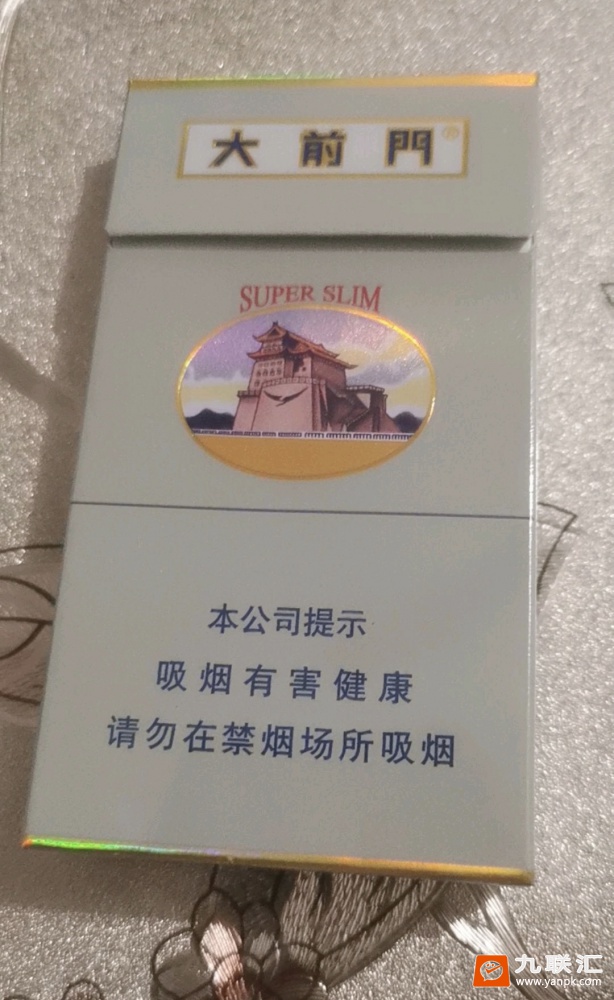 大前門®
SUPER SLIM
本公司提示
吸烟有害健康
请勿在禁烟场所吸烟
九联汇
www.yanpk.com